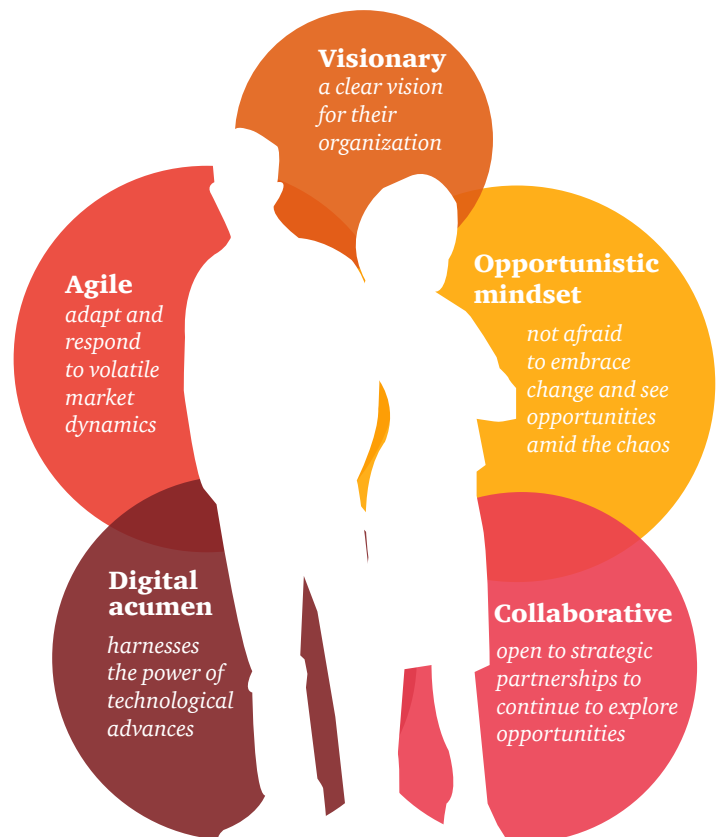 Visionary
a clear vision
for their
organization
Agile
adapt and
respond
to volatile
market
dynamics
Opportunistic
mindset
not afraid
to embrace
change and see
opportunities
amid the chaos
Digital
acumen
harnesses
the power of
technological
advances
Collaborative
open to strategic
partnerships to
continue to explore
opportunities